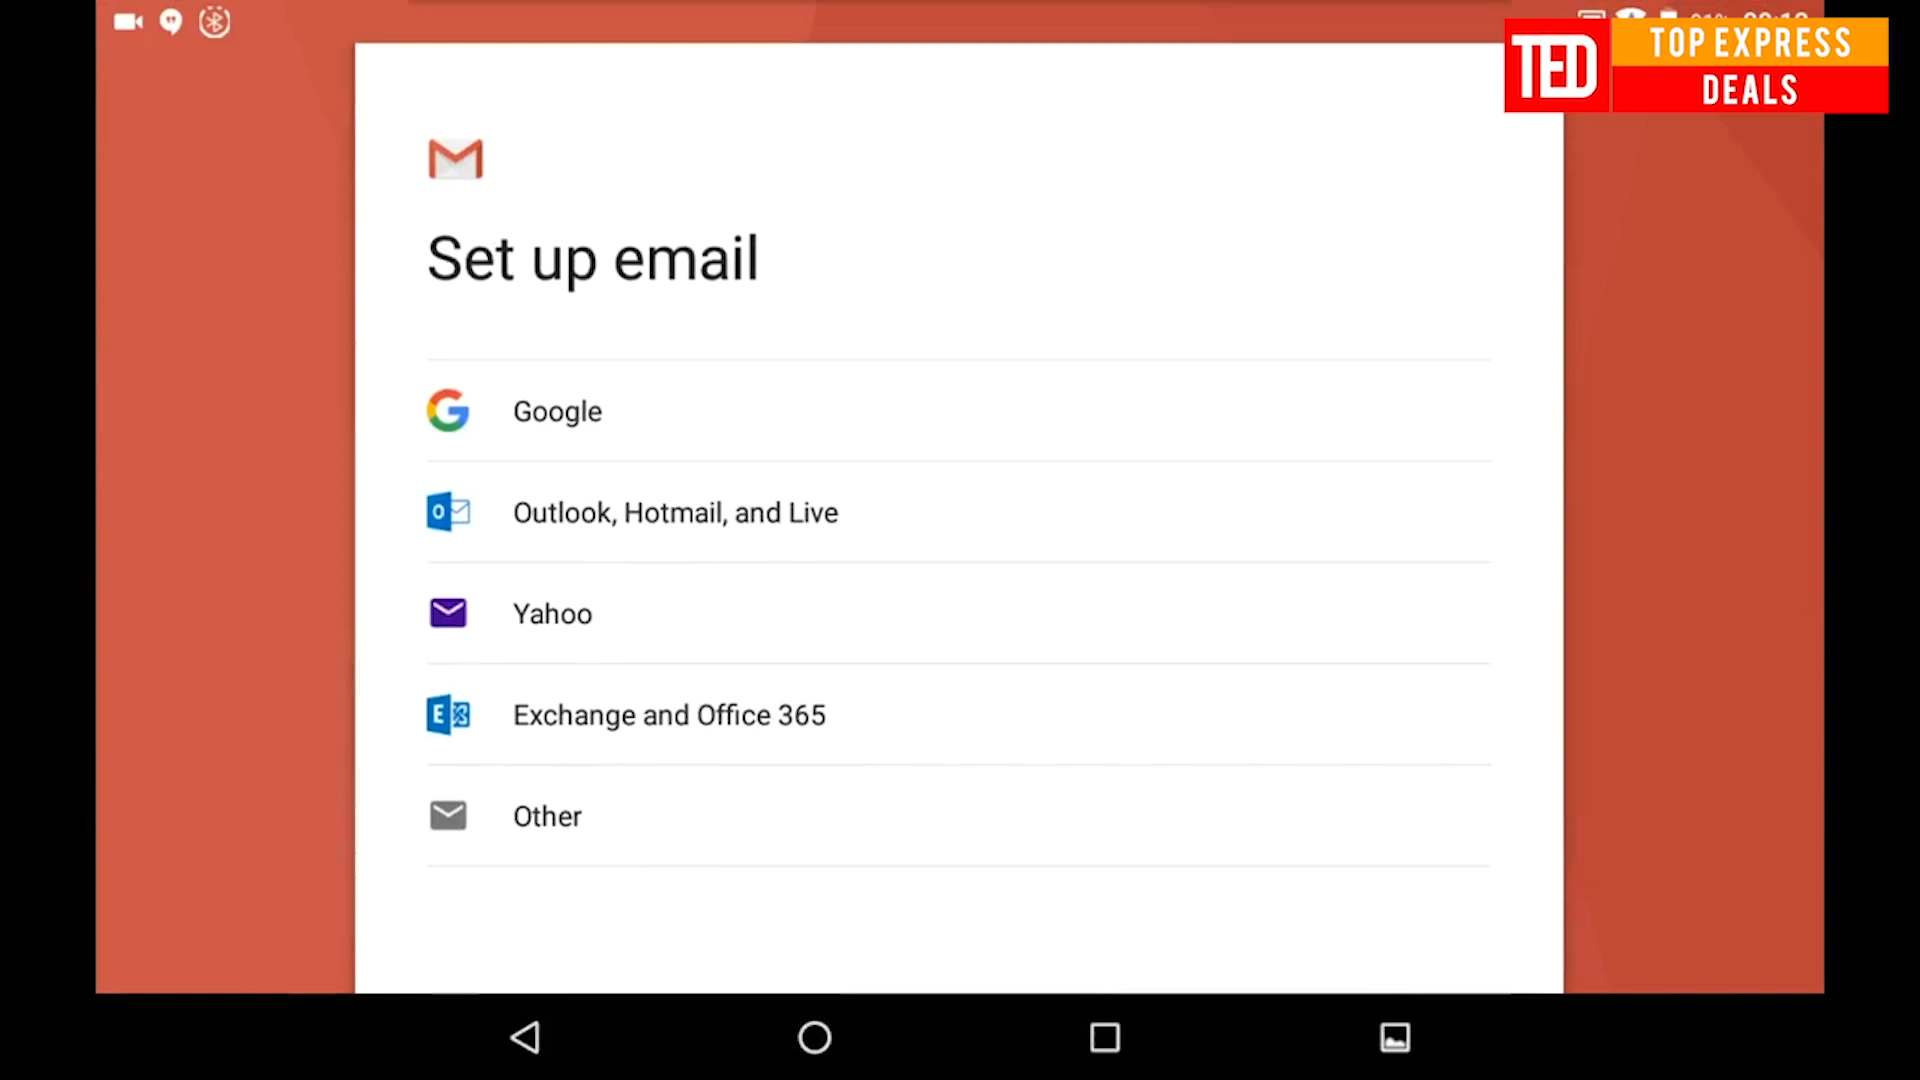 TED
TOP EXPRESS
DEALS
Set up email
Google
Outlook, Hotmail, and Live
Yahoo
Exchange and Office 365
Other